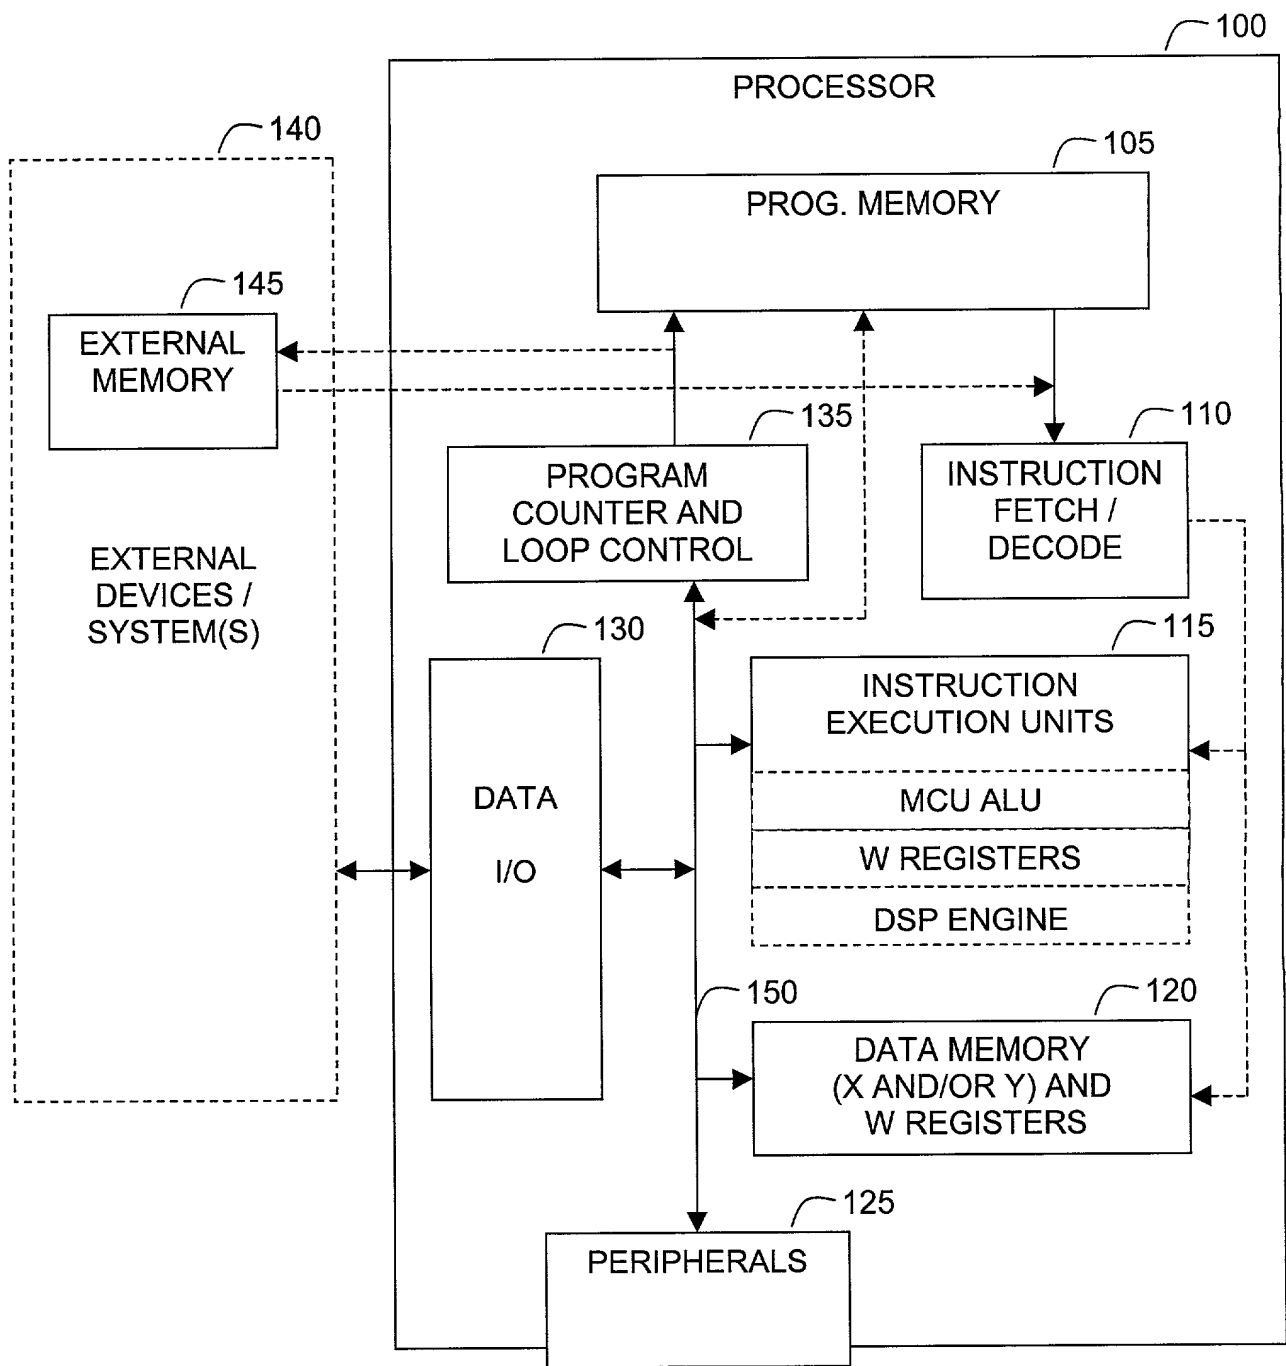 100
PROCESSOR
140
105
PROG. MEMORY
145
EXTERNAL
MEMORY
135
PROGRAM
COUNTER AND
LOOP CONTROL
110
INSTRUCTION
FETCH /
DECODE
EXTERNAL
DEVICES /
SYSTEM(S)
130
DATA
I/O
115
INSTRUCTION
EXECUTION UNITS
MCU ALU
W REGISTERS
DSP ENGINE
150
120
DATA MEMORY
(X AND/OR Y) AND
W REGISTERS
125
PERIPHERALS